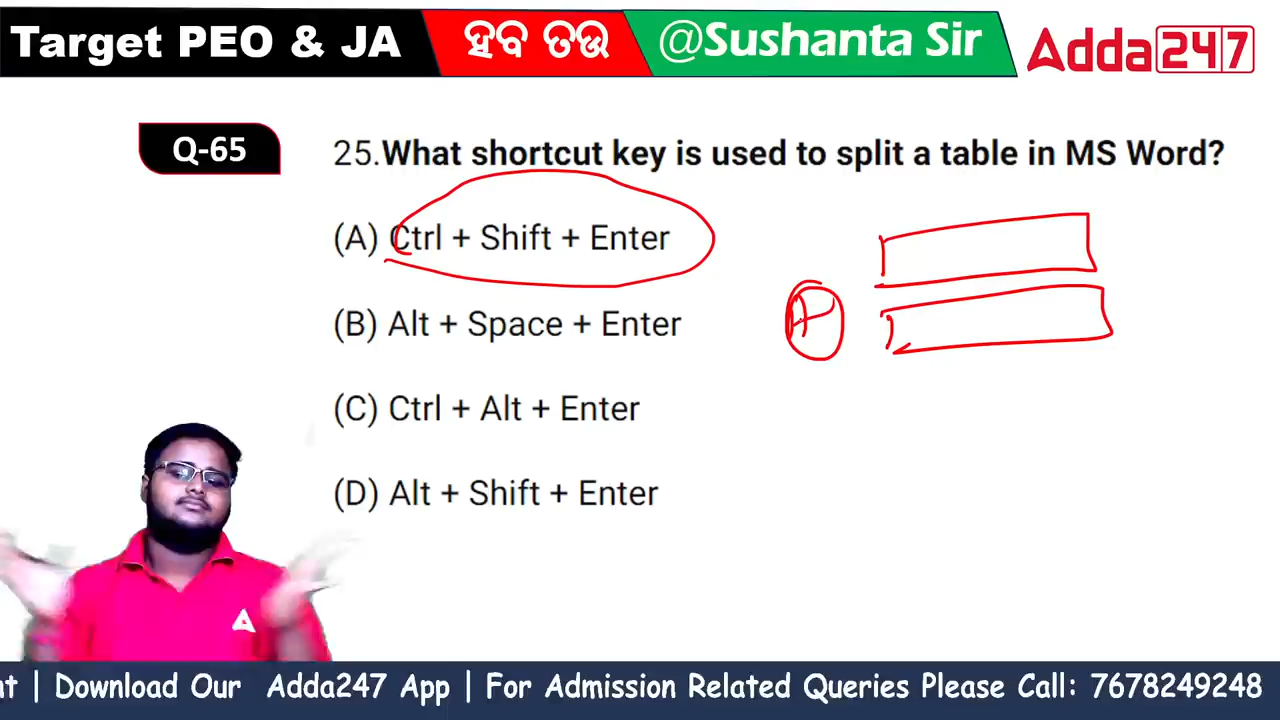 Target PEO & JA
ହବ ତଉ
@Sushanta Sir
Adda247
Q-65
25.What shortcut key is used to split a table in MS Word?
(A) Ctrl + Shift + Enter
(B) Alt + Space + Enter
(C) Ctrl + Alt + Enter
(D) Alt + Shift + Enter
| Download Our Adda247 App | For Admission Related Queries Please Call: 7678249248